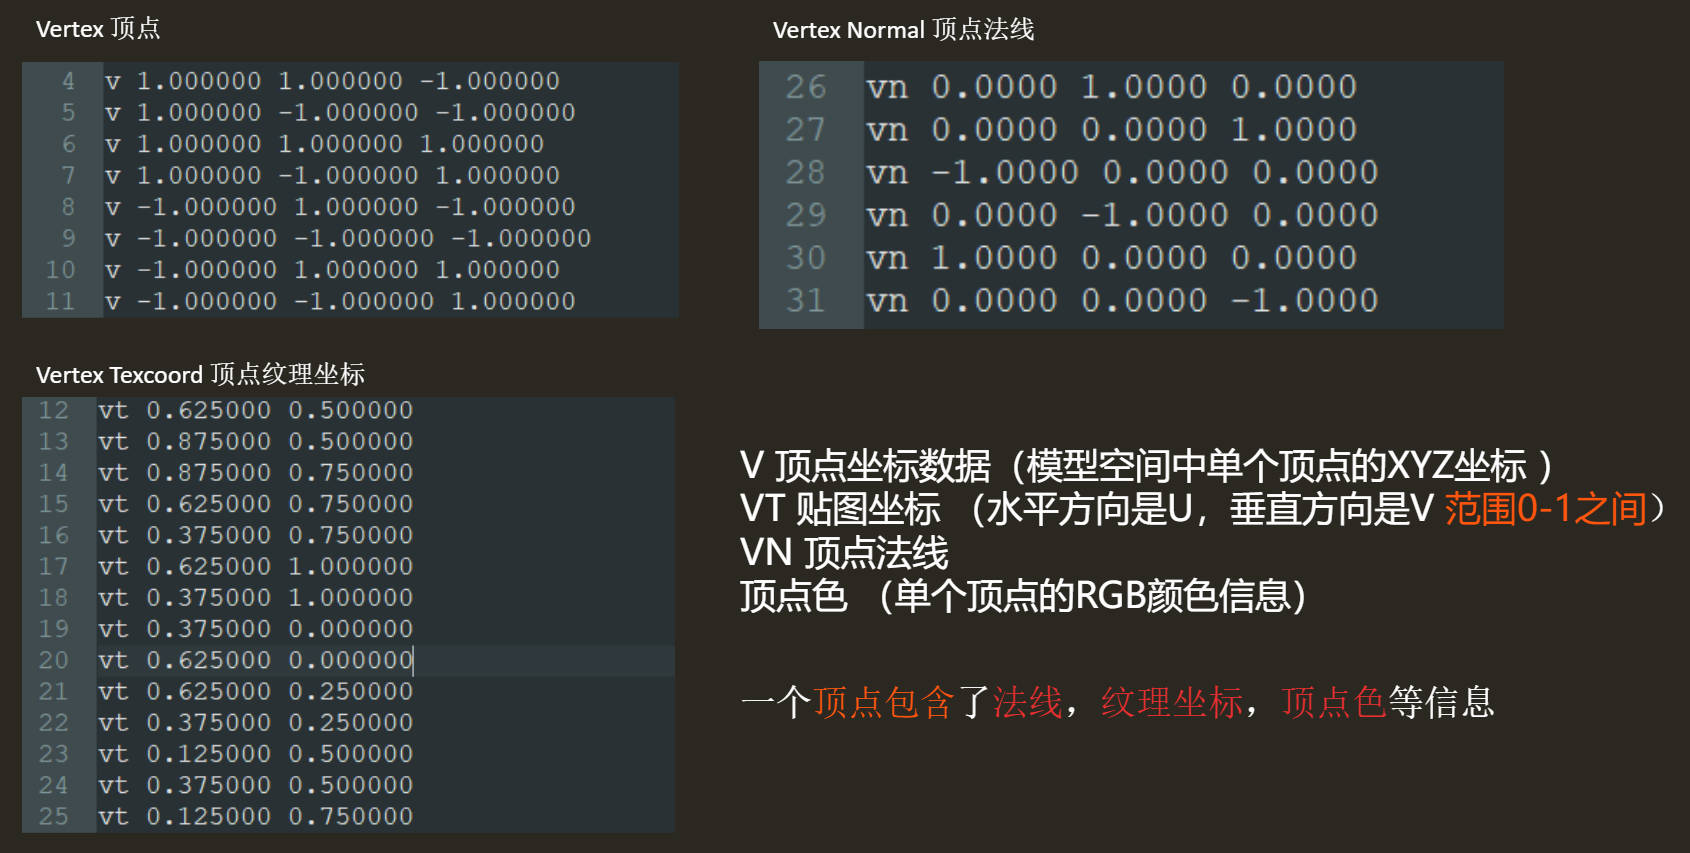 Vertex 顶点
4 v 1.000000 1.000000 -1.000000
5 v 1.000000 -1.000000 -1.000000
6 v 1.000000 1.000000 1.000000
7 v 1.000000 -1.000000 1.000000
8 v -1.000000 1.000000 -1.000000
9 v -1.000000 -1.000000 -1.000000
10 v -1.000000 1.000000 1.000000
11 v -1.000000 -1.000000 1.000000
Vertex Normal 顶点法线
26 vn 0.0000 1.0000 0.0000
27 vn 0.0000 0.0000 1.0000
28 vn -1.0000 0.0000 0.0000
29 vn 0.0000 -1.0000 0.0000
30 vn 1.0000 0.0000 0.0000
31 vn 0.0000 0.0000 -1.0000
Vertex Texcoord 顶点纹理坐标
12 vt 0.625000 0.500000
13 vt 0.875000 0.500000
14 vt 0.875000 0.750000
15 vt 0.625000 0.750000
16 vt 0.375000 0.750000
17 vt 0.625000 1.000000
18 vt 0.375000 1.000000
19 vt 0.375000 0.000000
20 vt 0.625000 0.000000
21 vt 0.625000 0.250000
22 vt 0.375000 0.250000
23 vt 0.125000 0.500000
24 vt 0.375000 0.500000
25 vt 0.125000 0.750000
V 顶点坐标数据（模型空间中单个顶点的XYZ坐标 ）
VT 贴图坐标 （水平方向是U，垂直方向是V 范围0-1之间）
VN 顶点法线
顶点色 （单个顶点的RGB颜色信息）
一个顶点包含了法线，纹理坐标，顶点色等信息